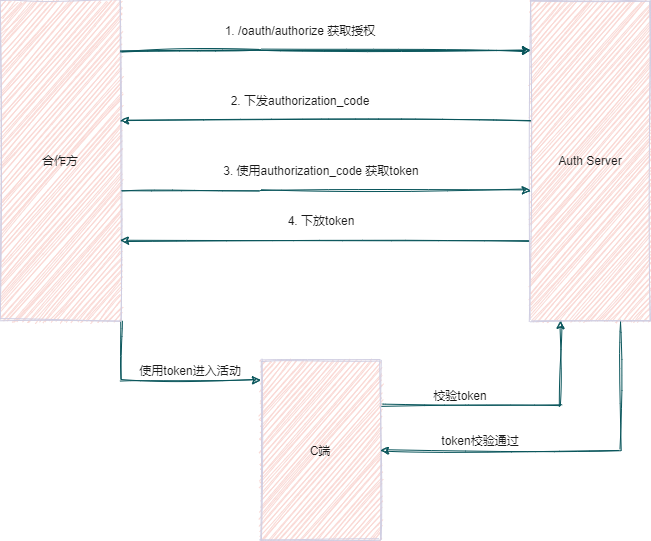 1. /oauth/authorize 获取授权
2. 下发authorization_code
合作方
Auth Server
3. 使用authorization_code 获取token
4. 下放token
使用token进入活动
校验token
token校验通过
C端